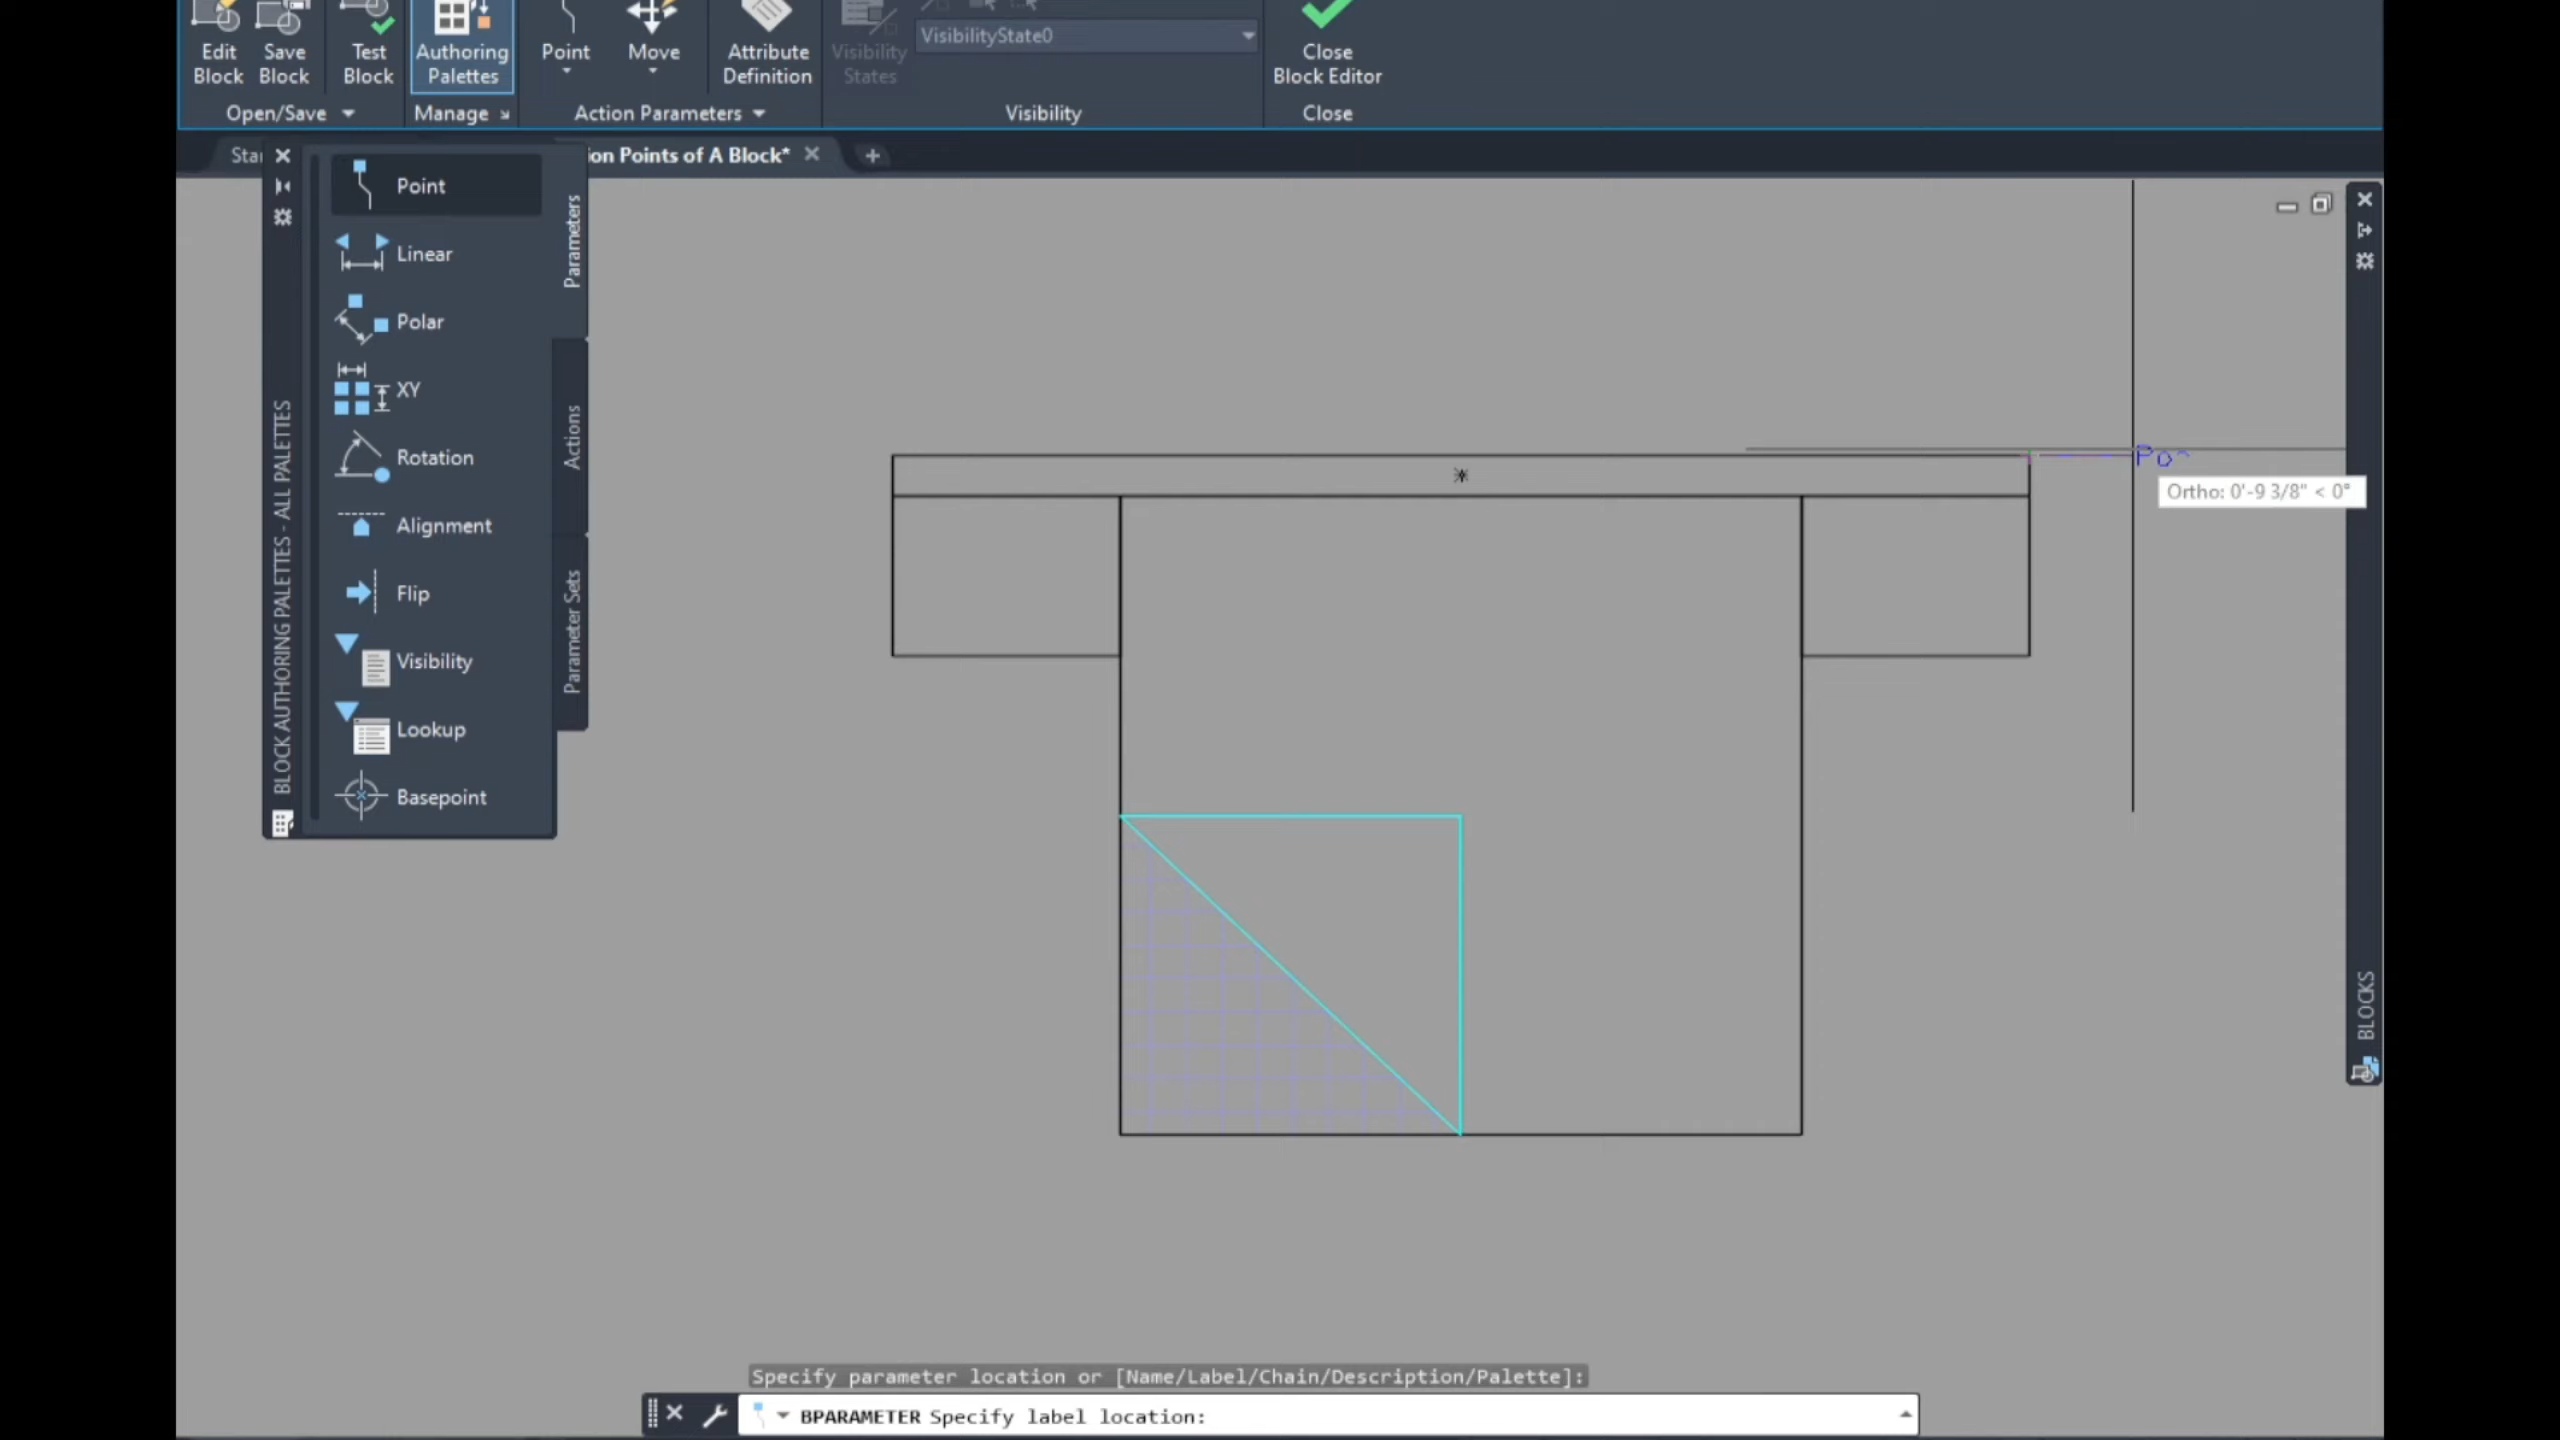 Edit Block
Save Block
Test Block
Authoring Palettes
Point
Move
Attribute Definition
Visibility States
VisibilityState0
Close Block Editor
Open/Save
Manage
Action Parameters
Visibility
Close
Sta
ion Points of A Block*
Point
Linear
Polar
XY
Rotation
Alignment
Flip
Visibility
Lookup
Basepoint
Parameters
Actions
Parameter Sets
BLOCK AUTHORING PALETTES - ALL PALETTES
Po
Ortho: 0'-9 3/8" < 0°
BLOCKS
Specify parameter location or [Name/Label/Chain/Description/Palette]:
BPARAMETER Specify label location: